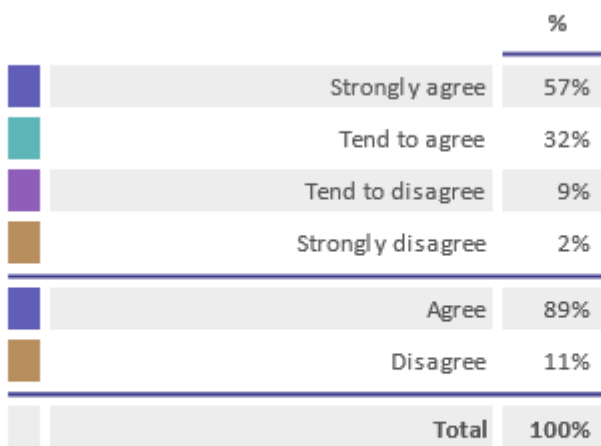 %
Strongly agree 57%
Tend to agree 32%
Tend to disagree 9%
Strongly disagree 2%
Agree 89%
Disagree 11%
Total 100%